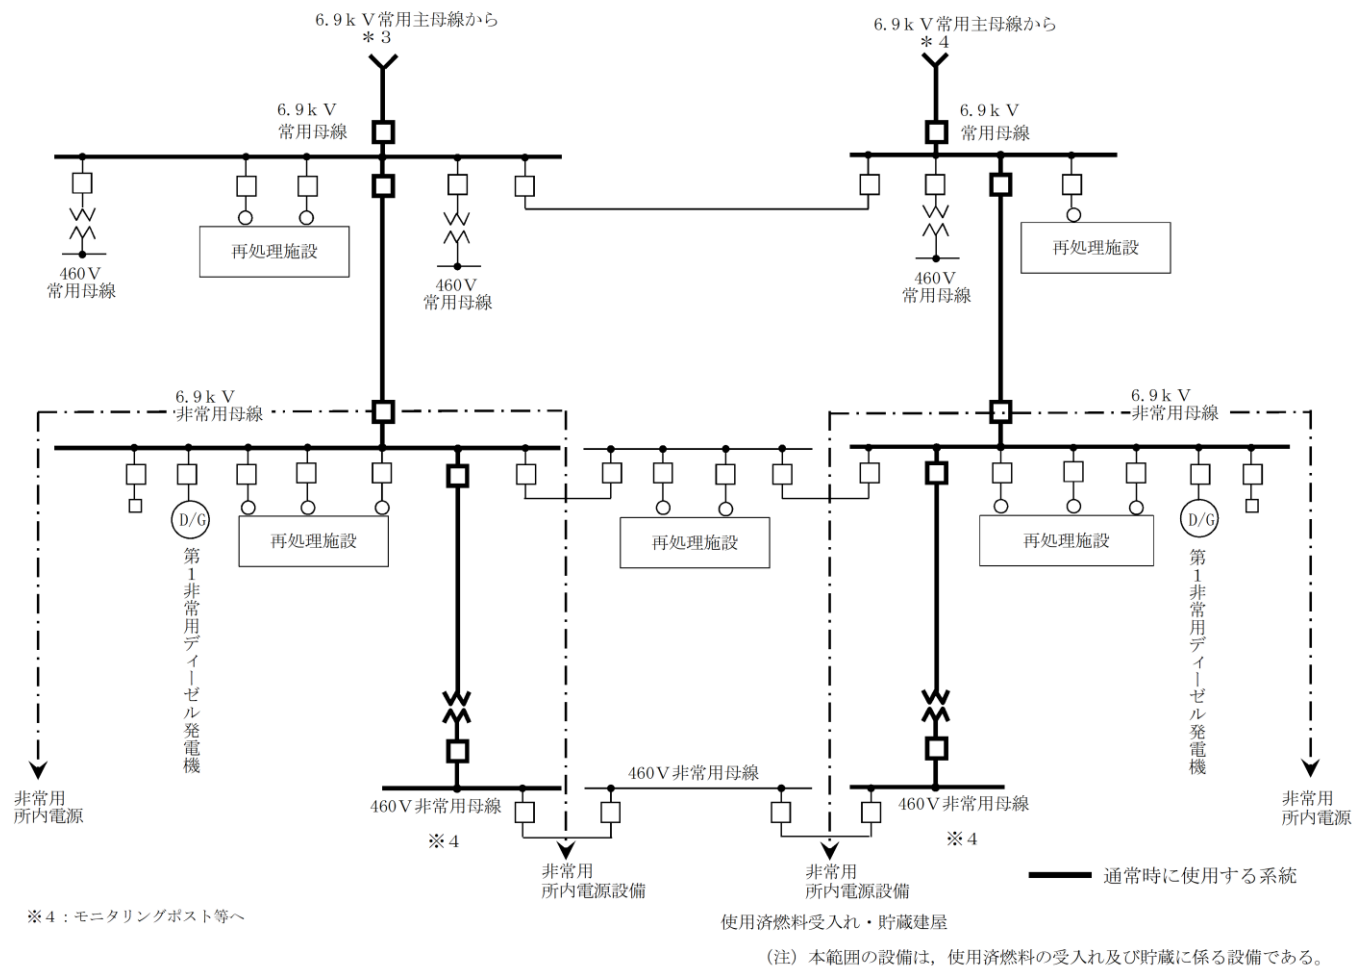 6.9ｋＶ常用主母線から
＊３
6.9ｋＶ常用主母線から
＊４
6.9ｋＶ
常用母線
6.9ｋＶ
常用母線
再処理施設
再処理施設
460Ｖ
常用母線
460Ｖ
常用母線
460Ｖ
常用母線
6.9ｋＶ
非常用母線
6.9ｋＶ
非常用母線
D/G
再処理施設
再処理施設
再処理施設
D/G
第１非常用ディーゼル発電機
第１非常用ディーゼル発電機
460Ｖ非常用母線
非常用
所内電源
460Ｖ非常用母線
※４
460Ｖ非常用母線
※４
非常用
所内電源
非常用
所内電源設備
非常用
所内電源設備
通常時に使用する系統
※４：モニタリングポスト等へ
使用済燃料受入れ・貯蔵建屋
（注）本範囲の設備は，使用済燃料の受入れ及び貯蔵に係る設備である。